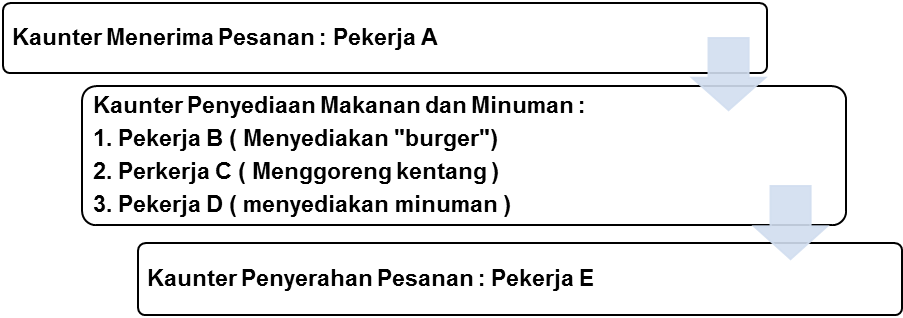 Kaunter Menerima Pesanan : Pekerja A
Kaunter Penyediaan Makanan dan Minuman :
1. Pekerja B ( Menyediakan "burger")
2. Perkerja C ( Menggoreng kentang )
3. Pekerja D ( menyediakan minuman )
Kaunter Penyerahan Pesanan : Pekerja E